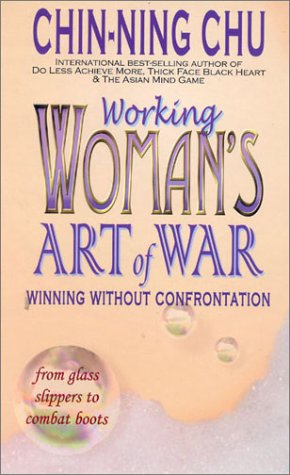 CHIN-NING CHU
INTERNATIONAL BEST-SELLING AUTHOR OF
DO LESS ACHIEVE MORE, THICK FACE BLACK HEART
& THE ASIAN MIND GAME
Working
WOMAN'S
ART of WAR
WINNING WITHOUT CONFRONTATION
from glass
slippers to
combat boots